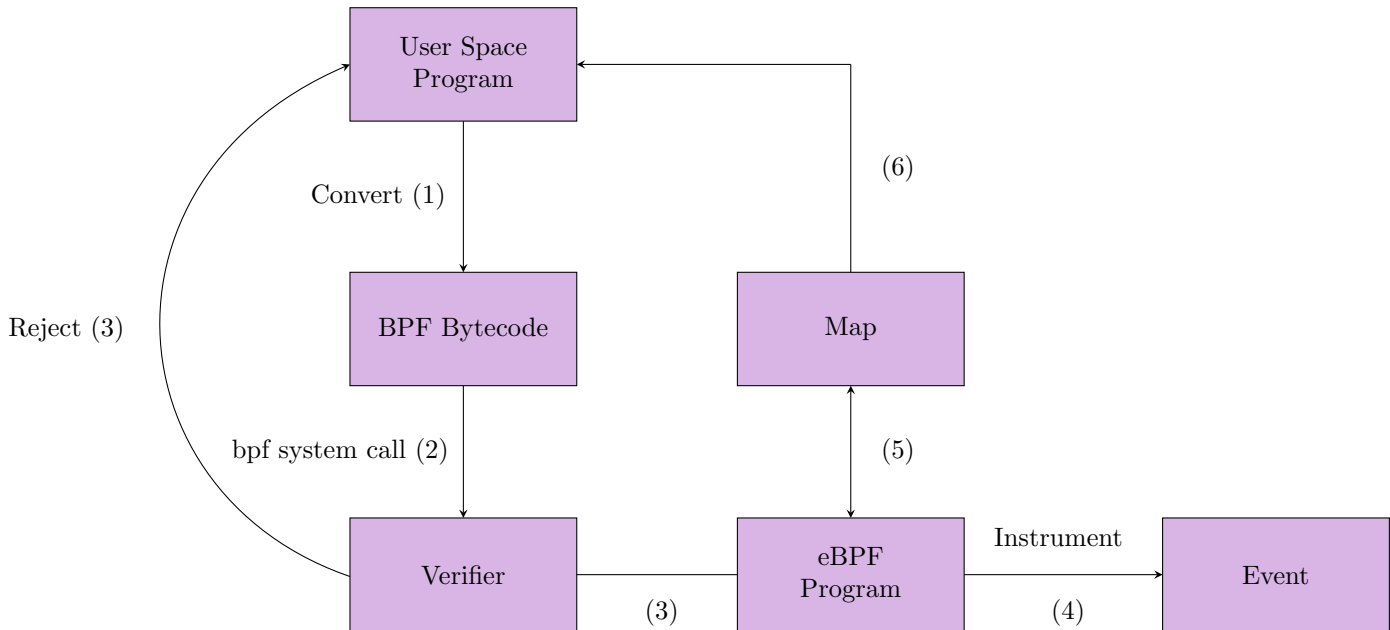 User Space
Program
(6)
Convert (1)
Reject (3)
BPF Bytecode
Map
bpf system call (2)
(5)
Instrument
Verifier
eBPF
Program
Event
(3)
(4)